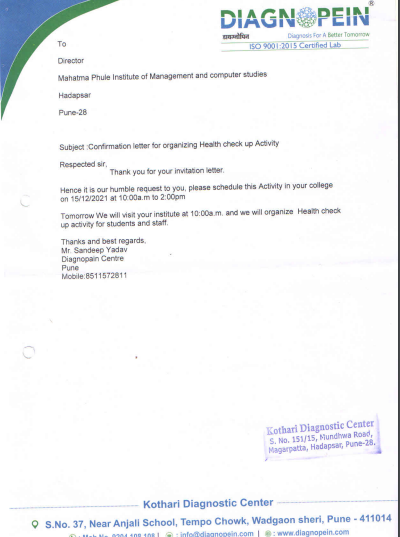 DIAGNOPEIN®
डायग्नोपिन Diagnosis For A Better Tomorrow
ISO 9001:2015 Certified Lab
To
Director
Mahatma Phule Institute of Management and computer studies
Hadapsar
Pune-28
Subject :Confirmation letter for organizing Health check up Activity
Respected sir,
Thank you for your invitation letter.
Hence it is our humble request to you, please schedule this Activity in your college
on 15/12/2021 at 10:00a.m to 2:00pm
Tomorrow We will visit your institute at 10:00a.m. and we will organize Health check
up activity for students and staff.
Thanks and best regards.
Mr. Sandeep Yadav
Diagnopain Centre
Pune
Mobile:8511572811
Kothari Diagnostic Center
S. No. 151/15, Mundhwa Road,
Magarpatta, Hadapsar, Pune-28.
Kothari Diagnostic Center
S.No. 37, Near Anjali School, Tempo Chowk, Wadgaon sheri, Pune - 411014
: info@diagnopein.com | : www.diagnopein.com